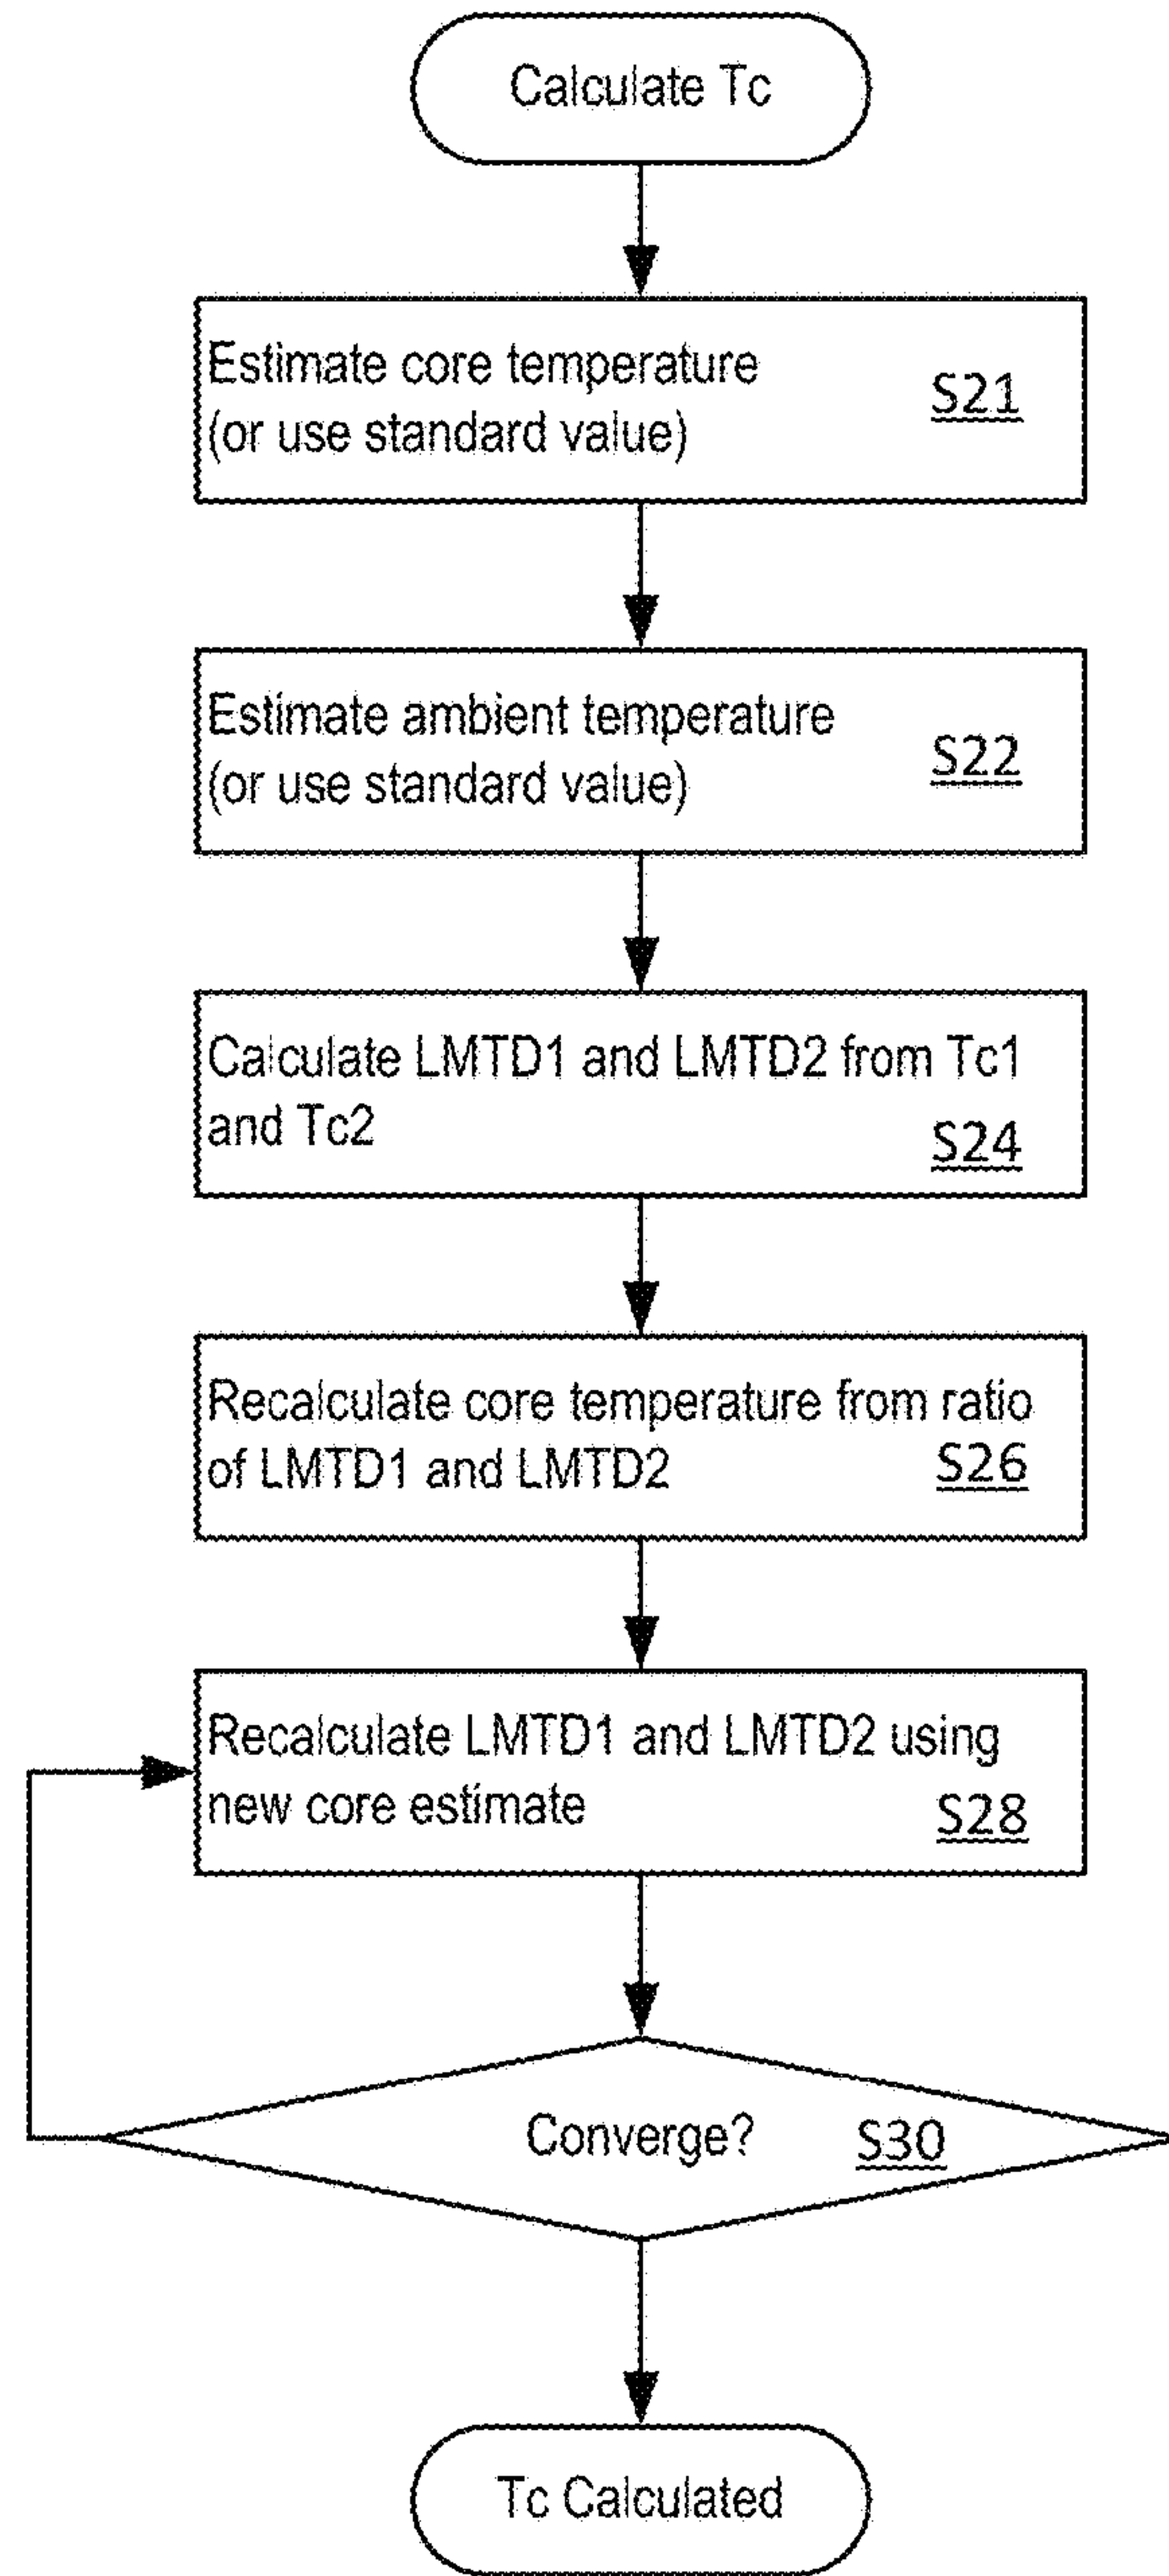 Calculate Tc
Estimate core temperature
(or use standard value)
S21
Estimate ambient temperature
(or use standard value)
S22
Calculate LMTD1 and LMTD2 from Tc1
and Tc2
S24
Recalculate core temperature from ratio
of LMTD1 and LMTD2
S26
Recalculate LMTD1 and LMTD2 using
new core estimate
S28
Converge?
S30
Tc Calculated